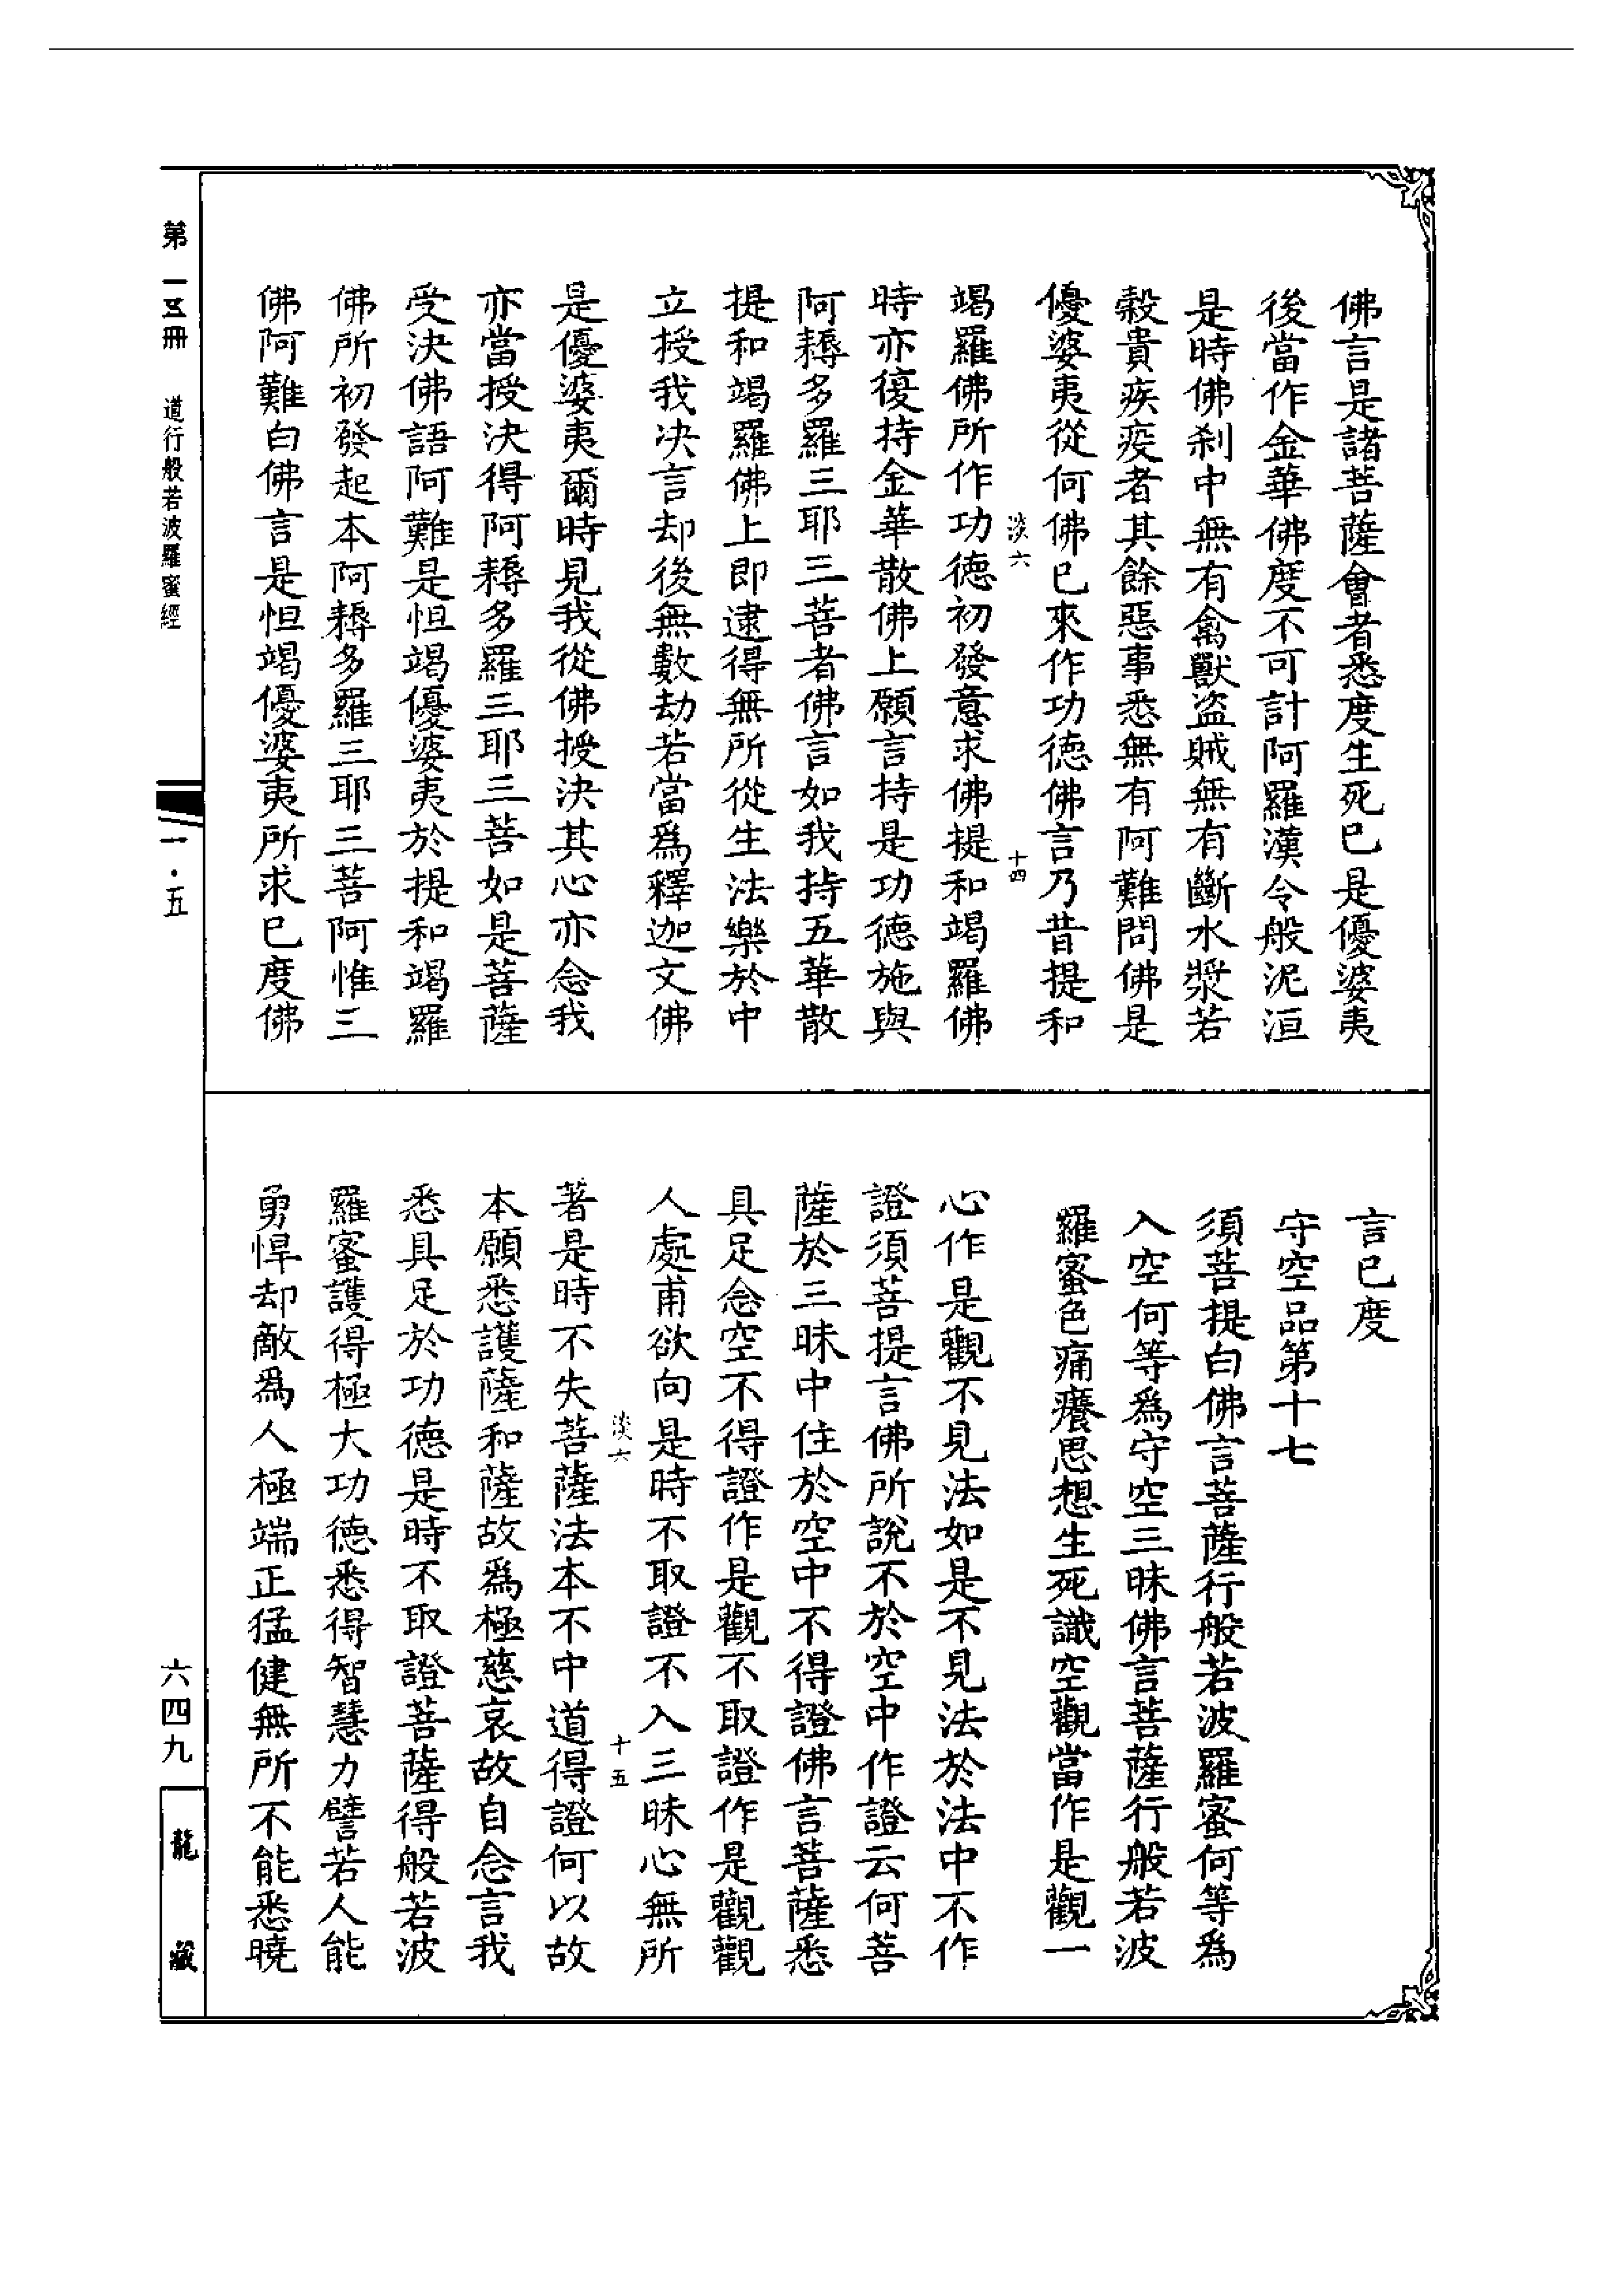 佛言是諸菩薩會者悉度生死已是優婆夷
後當作金華佛度不可計阿羅漢令般泥洹
是時佛刹中無有禽獸盜賊無有斷水漿若
穀貴疾疫者其餘惡事悉無有阿難問佛是
優婆夷從何佛已來作功德佛言乃昔提和
淡六 十四
竭羅佛所作功德初發意求佛提和竭羅佛
時亦復持金華散佛上願言持是功德施與
阿耨多羅三耶三菩者佛言如我持五華散
提和竭羅佛上即逮得無所從生法樂於中
立授我决言却後無數劫若當爲釋迦文佛
是優婆夷爾時見我從佛授決其心亦念我
亦當授決得阿耨多羅三耶三菩如是菩薩
受決佛語阿難是怛竭優婆夷於提和竭羅
佛所初發起本阿耨多羅三耶三菩阿惟三
佛阿難白佛言是怛竭優婆夷所求已度佛
言已度
守空品第十七
須菩提白佛言菩薩行般若波羅蜜何等爲
入空何等爲守空三昧佛言菩薩行般若波
羅蜜色痛癢思想生死識空觀當作是觀一
心作是觀不見法如是不見法於法中不作
證須菩提言佛所說不於空中作證云何菩
薩於三昧中住於空中不得證佛言菩薩悉
具足念空不得證作是觀不取證作是觀觀
人處甫欲向是時不取證不入三昧心無所
淡六 十五
著是時不失菩薩法本不中道得證何以故
本願悉護薩和薩故爲極慈哀故自念言我
悉具足於功德是時不取證菩薩得般若波
羅蜜護得極大功德悉得智慧力譬若人能
勇悍却敵爲人極端正猛健無所不能悉曉
第一五冊 道行般若波羅蜜經
一·五
六四九
龍藏